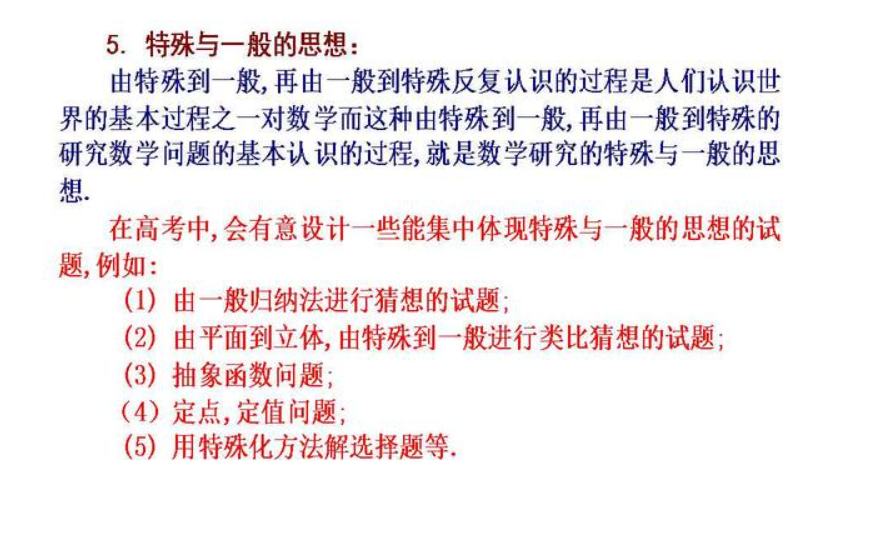 5. 特殊与一般的思想：
由特殊到一般,再由一般到特殊反复认识的过程是人们认识世
界的基本过程之一对数学而这种由特殊到一般,再由一般到特殊的
研究数学问题的基本认识的过程,就是数学研究的特殊与一般的思
想.
在高考中,会有意设计一些能集中体现特殊与一般的思想的试
题,例如:
(1) 由一般归纳法进行猜想的试题;
(2) 由平面到立体,由特殊到一般进行类比猜想的试题;
(3) 抽象函数问题;
（4）定点,定值问题;
(5) 用特殊化方法解选择题等.